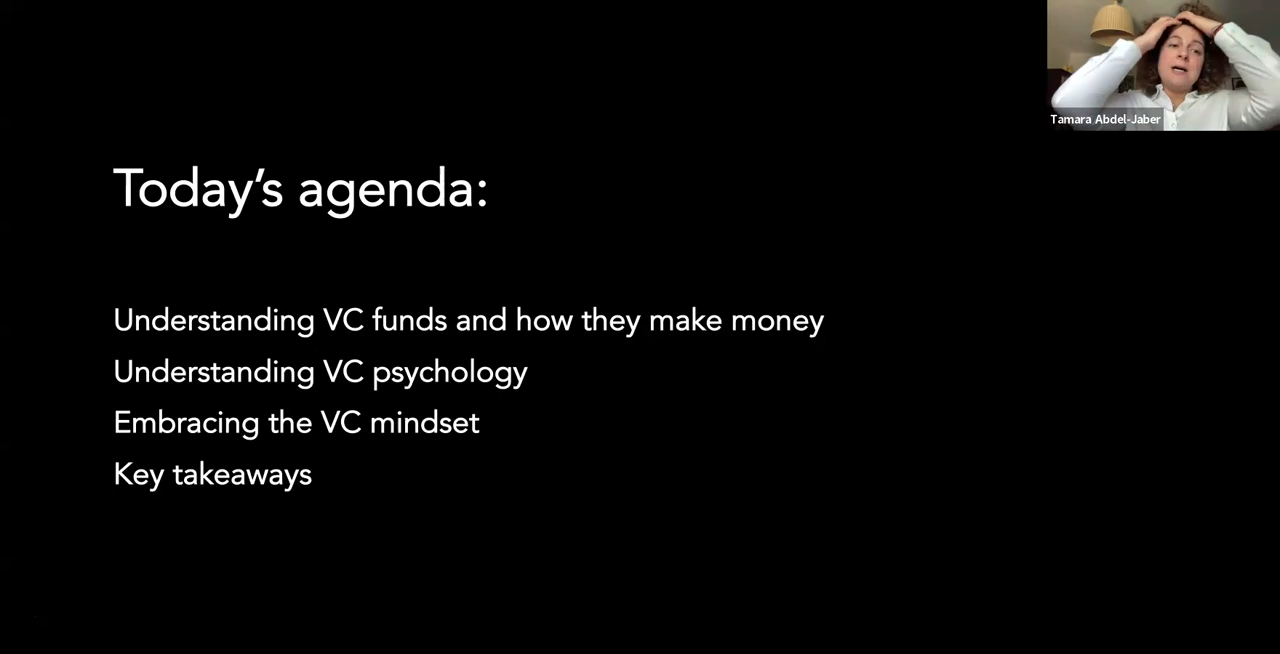 Tamara Abdel-Jaber
Today’s agenda:
Understanding VC funds and how they make money
Understanding VC psychology
Embracing the VC mindset
Key takeaways